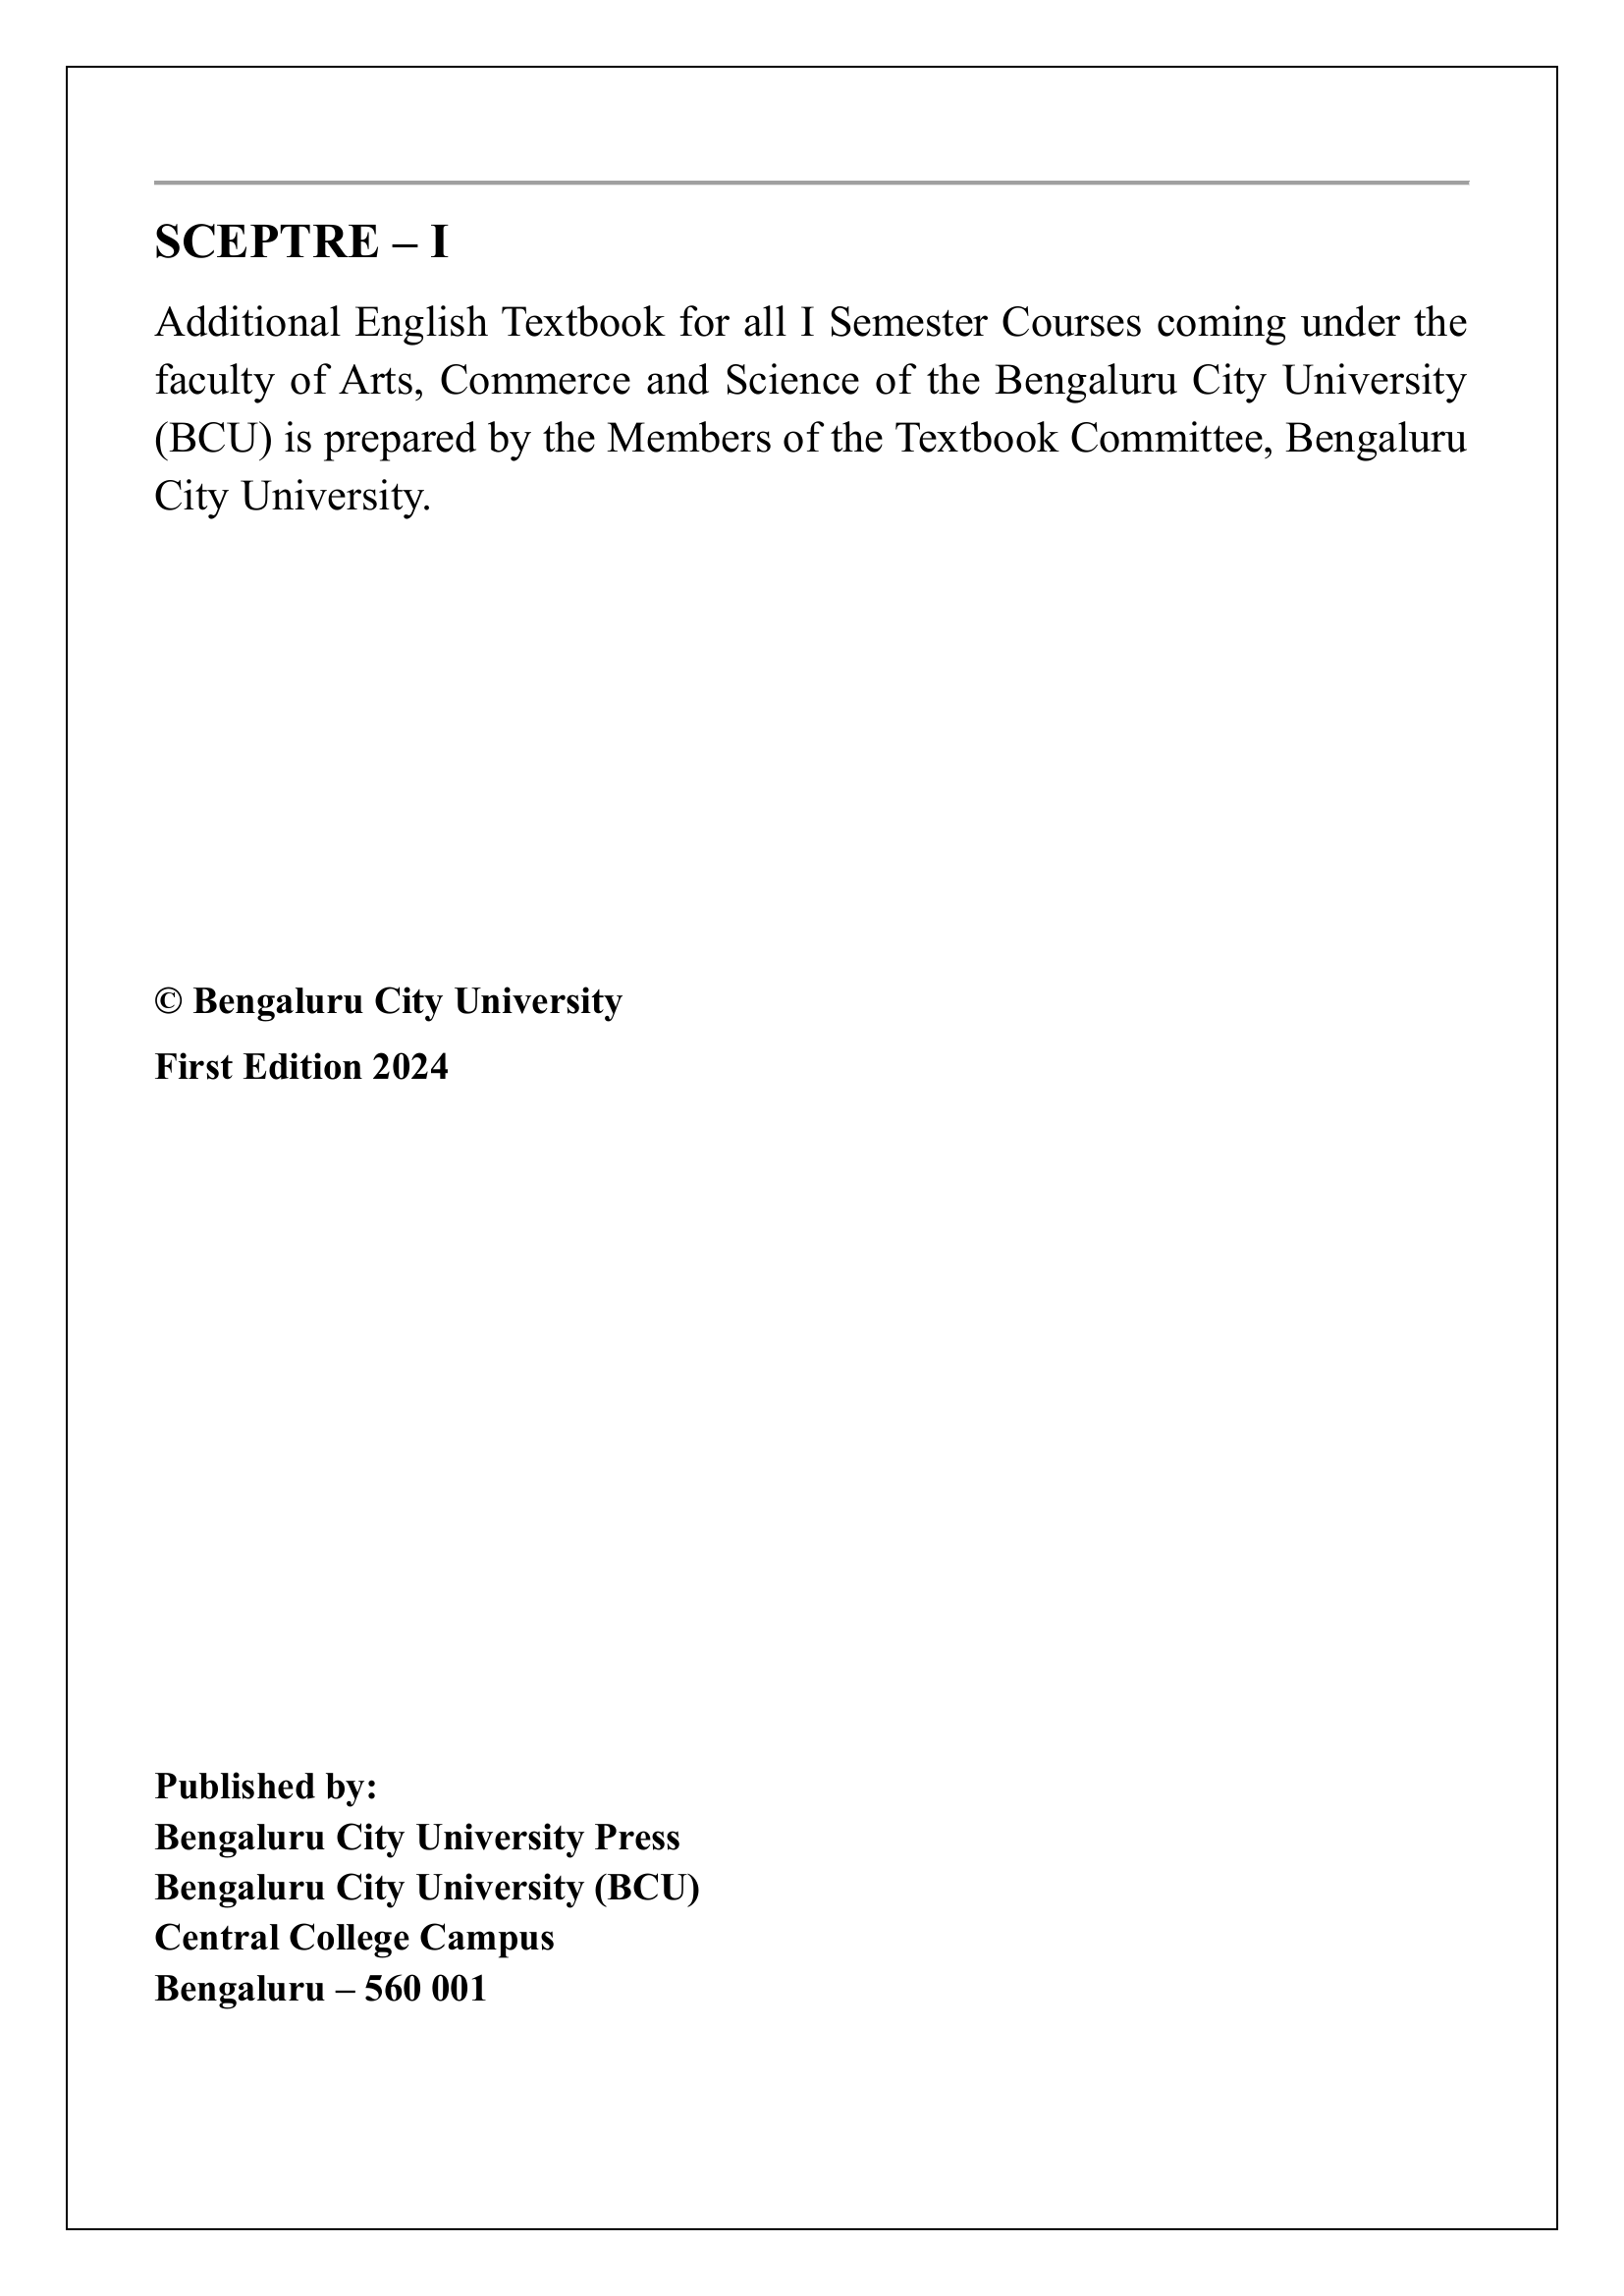 SCEPTRE – I
Additional English Textbook for all I Semester Courses coming under the
faculty of Arts, Commerce and Science of the Bengaluru City University
(BCU) is prepared by the Members of the Textbook Committee, Bengaluru
City University.
© Bengaluru City University
First Edition 2024
Published by:
Bengaluru City University Press
Bengaluru City University (BCU)
Central College Campus
Bengaluru – 560 001